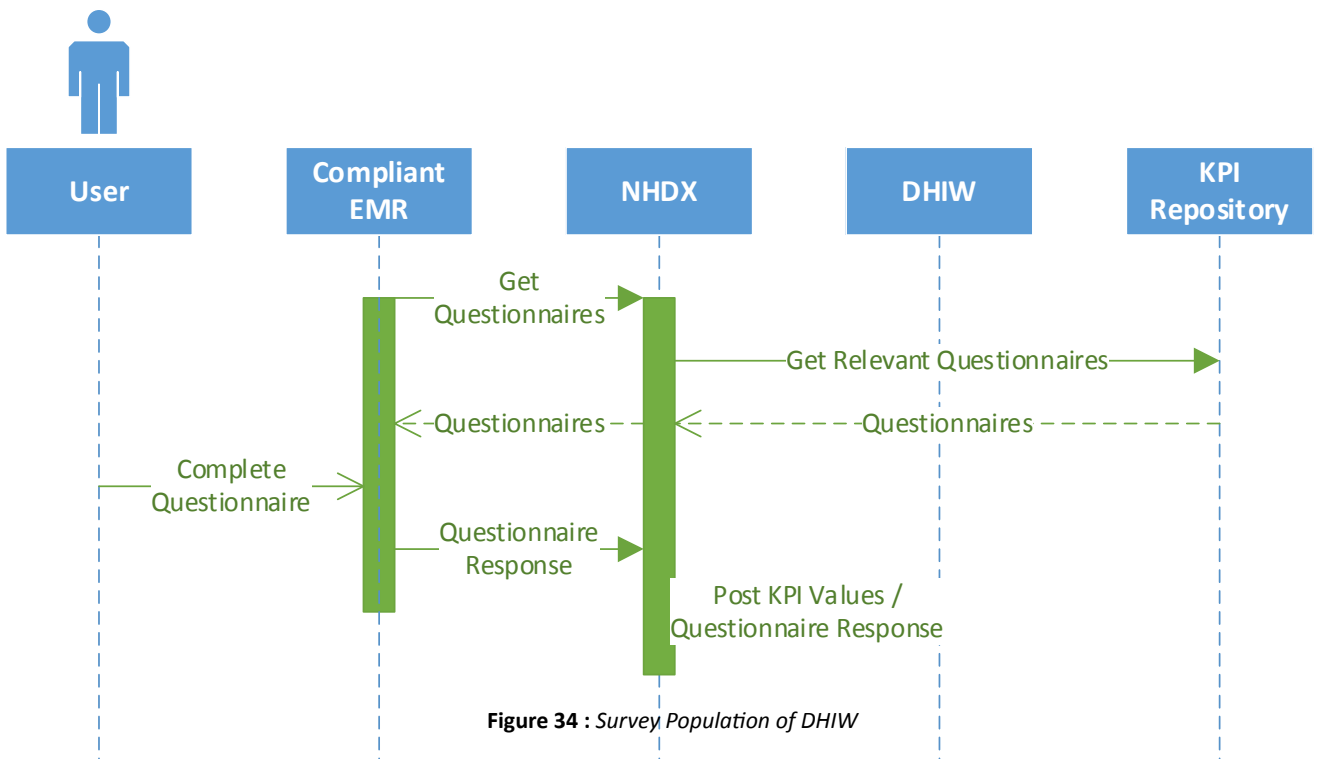 User
Compliant
EMR
NHDX
DHIW
KPI
Repository
Get
Questionnaires
Get Relevant Questionnaires
Questionnaires
Questionnaires
Complete
Questionnaire
Questionnaire
Response
Post KPI Values /
Questionnaire Response
Figure 34 : Survey Population of DHIW